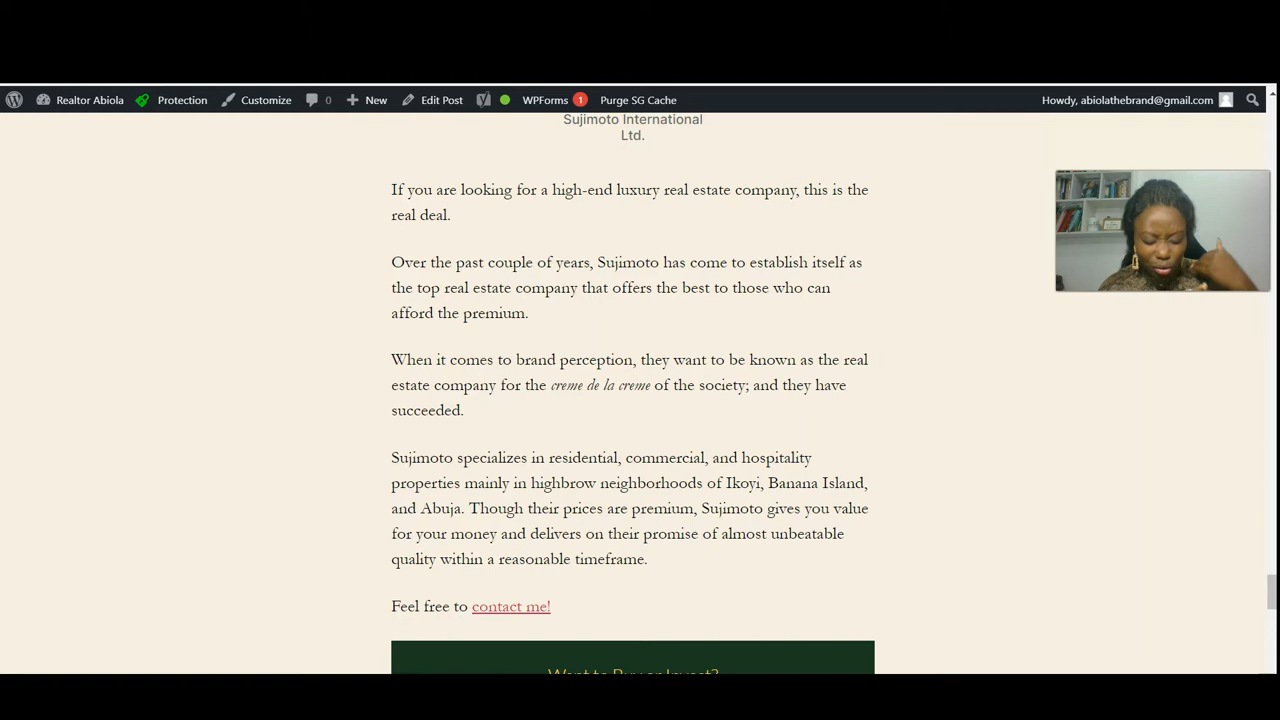 Realtor Abiola Protection Customize 0 New Edit Post WPForms 1 Purge SG Cache Howdy, abiolathebrand@gmail.com
Sujimoto International
Ltd.
If you are looking for a high-end luxury real estate company, this is the
real deal.
Over the past couple of years, Sujimoto has come to establish itself as
the top real estate company that offers the best to those who can
afford the premium.
When it comes to brand perception, they want to be known as the real
estate company for the creme de la creme of the society; and they have
succeeded.
Sujimoto specializes in residential, commercial, and hospitality
properties mainly in highbrow neighborhoods of Ikoyi, Banana Island,
and Abuja. Though their prices are premium, Sujimoto gives you value
for your money and delivers on their promise of almost unbeatable
quality within a reasonable timeframe.
Feel free to contact me!
Want to Buy or Invest?